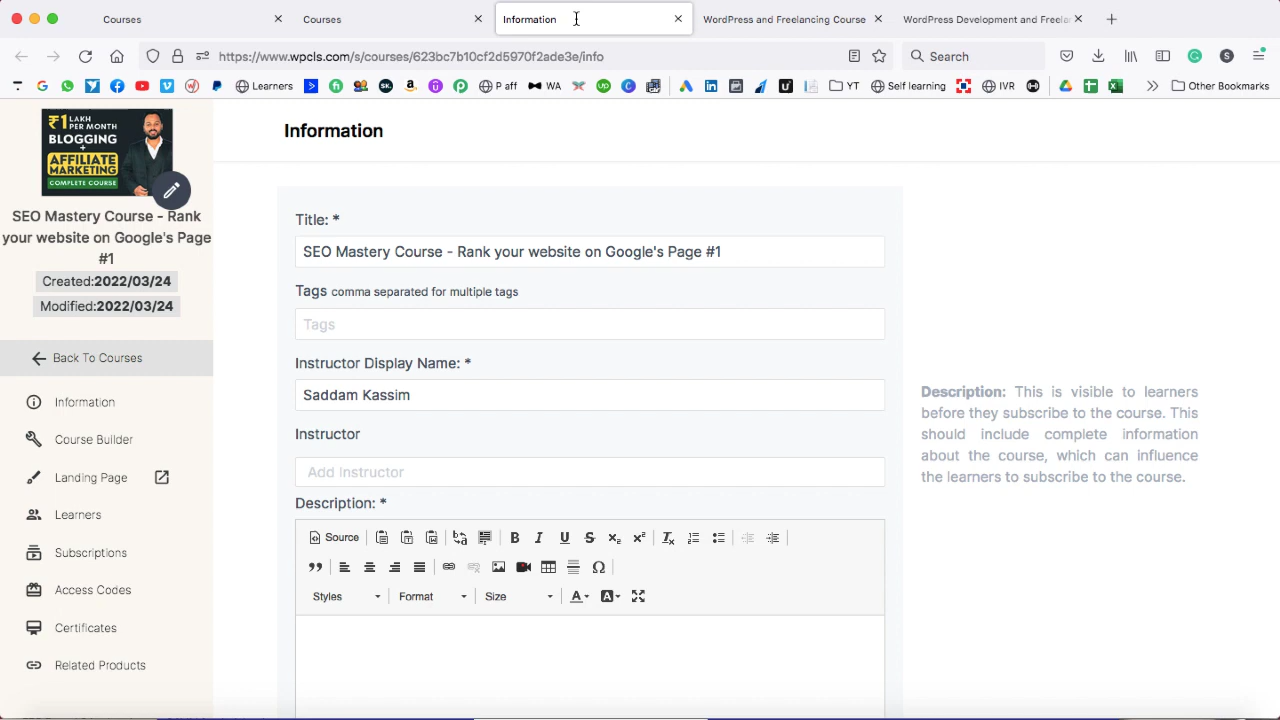 Courses
Courses
Information
WordPress and Freelancing Course
WordPress Development and Freela
https://www.wpcls.com/s/courses/623bc7b10cf2d5970f2ade3e/info
Search
Learners
P aff
WA
YT
Self learning
IVR
Other Bookmarks
₹1 LAKH
PER MONTH
BLOGGING
+
AFFILIATE
MARKETING
COMPLETE COURSE
SEO Mastery Course - Rank
your website on Google's Page
#1
Created:2022/03/24
Modified:2022/03/24
Back To Courses
Information
Course Builder
Landing Page
Learners
Subscriptions
Access Codes
Certificates
Related Products
Information
Title: *
SEO Mastery Course - Rank your website on Google's Page #1
Tags comma separated for multiple tags
Tags
Instructor Display Name: *
Saddam Kassim
Instructor
Add Instructor
Description: *
Source
Styles
Format
Size
Description: This is visible to learners
before they subscribe to the course. This
should include complete information
about the course, which can influence
the learners to subscribe to the course.